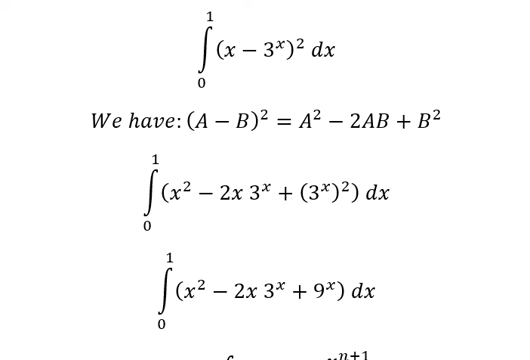 ∫₀¹ (x − 3ˣ)² dx
We have: (A − B)² = A² − 2AB + B²
∫₀¹ (x² − 2x 3ˣ + (3ˣ)²) dx
∫₀¹ (x² − 2x 3ˣ + 9ˣ) dx